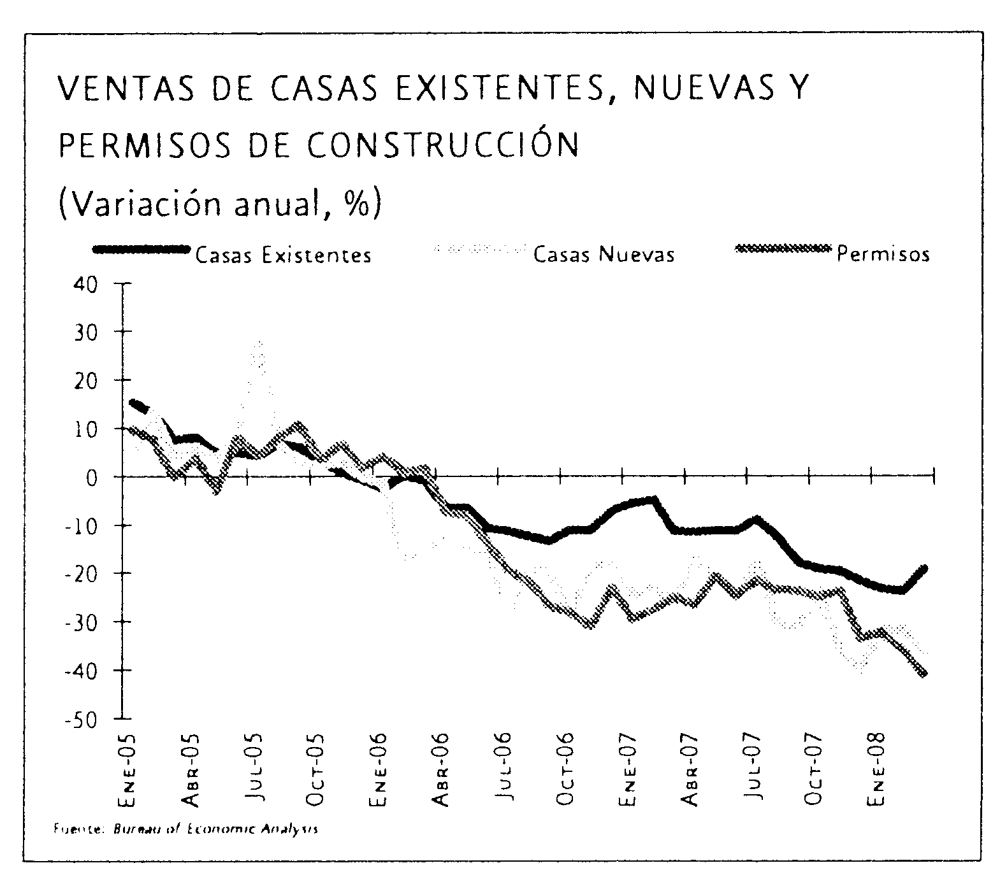 VENTAS DE CASAS EXISTENTES, NUEVAS Y
PERMISOS DE CONSTRUCCIÓN
(Variación anual, %)
Casas Existentes Casas Nuevas Permisos
40
30
20
10
0
-10
-20
-30
-40
-50
ENE-05 ABR-05 JUL-05 OCT-05 ENE-06 ABR-06 JUL-06 OCT-06 ENE-07 ABR-07 JUL-07 OCT-07 ENE-08
Fuente: Bureau of Economic Analysis